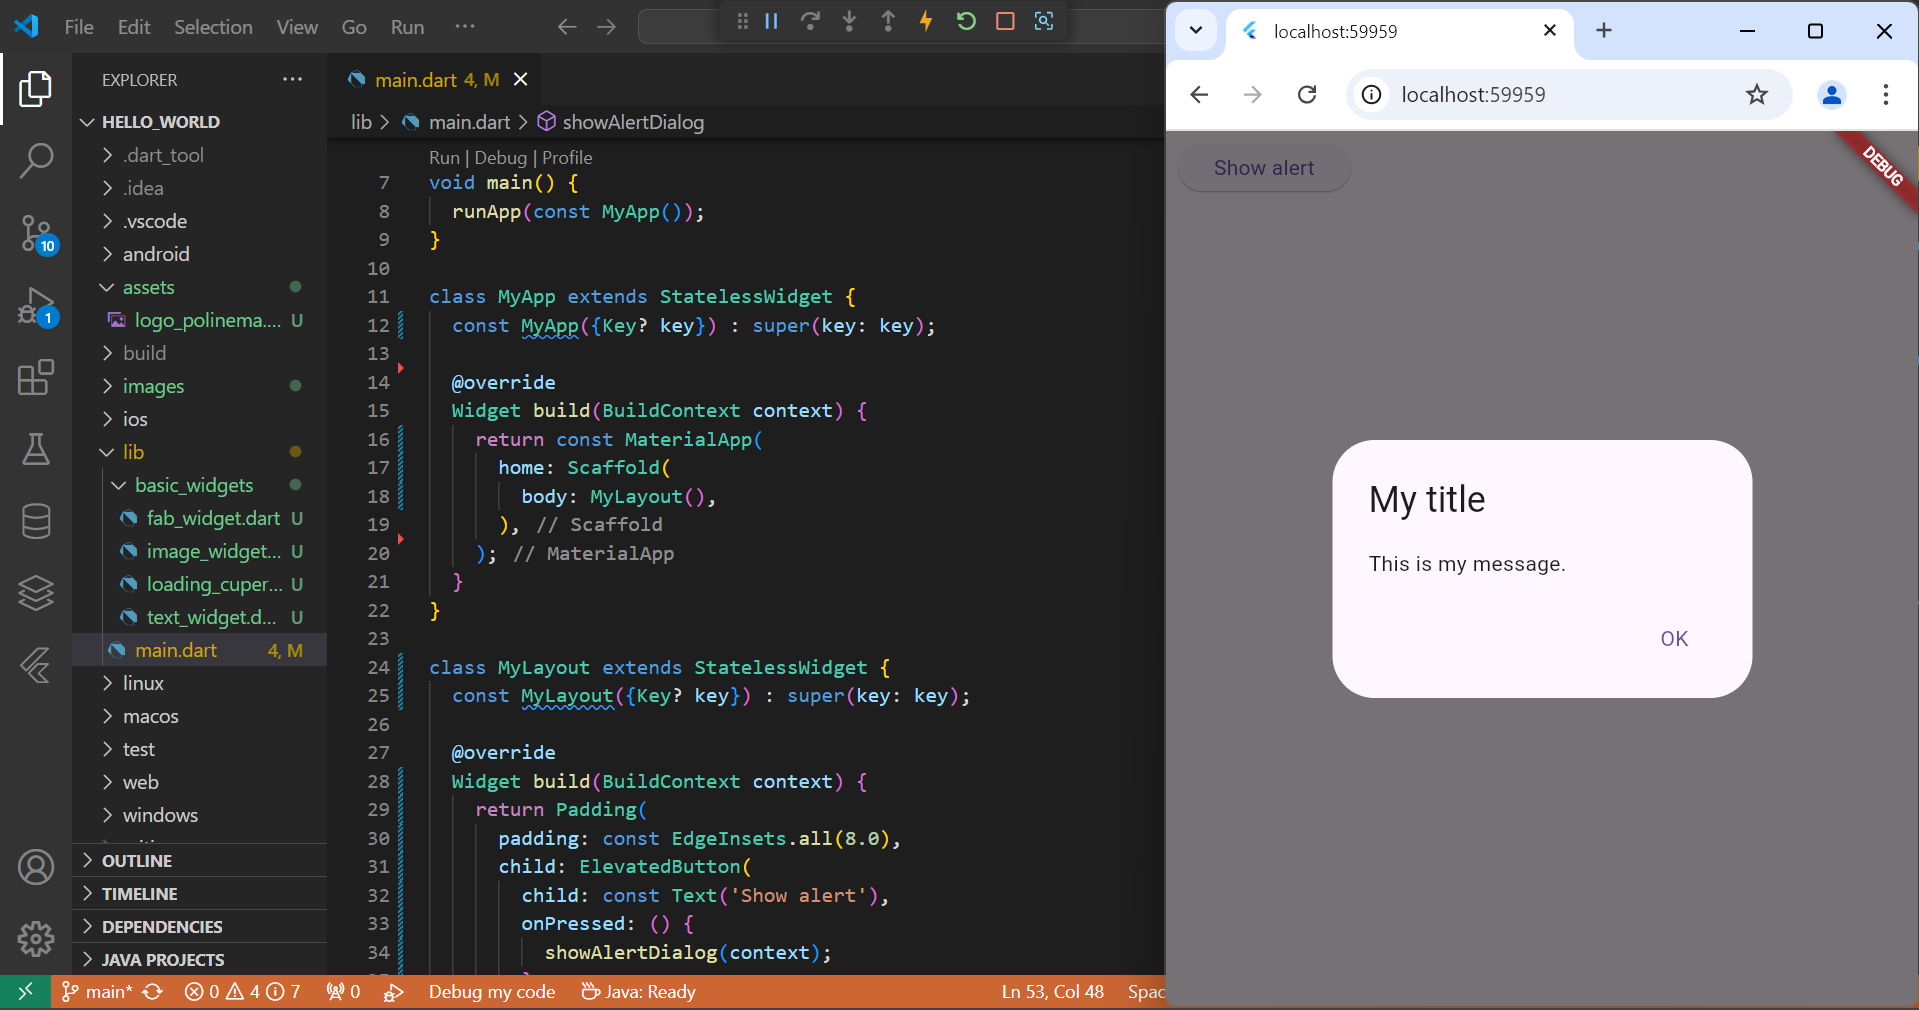 File Edit Selection View Go Run ···
EXPLORER ···
HELLO_WORLD
.dart_tool
.idea
.vscode
android
assets
logo_polinema.... U
build
images
ios
lib
basic_widgets
fab_widget.dart U
image_widget... U
loading_cuper... U
text_widget.d... U
main.dart 4, M
linux
macos
test
web
windows
OUTLINE
TIMELINE
DEPENDENCIES
JAVA PROJECTS
10
1
main.dart 4, M
lib > main.dart > showAlertDialog
Run | Debug | Profile
7 void main() {
8 runApp(const MyApp());
9 }
10
11 class MyApp extends StatelessWidget {
12 const MyApp({Key? key}) : super(key: key);
13
14 @override
15 Widget build(BuildContext context) {
16 return const MaterialApp(
17 home: Scaffold(
18 body: MyLayout(),
19 ), // Scaffold
20 ); // MaterialApp
21 }
22 }
23
24 class MyLayout extends StatelessWidget {
25 const MyLayout({Key? key}) : super(key: key);
26
27 @override
28 Widget build(BuildContext context) {
29 return Padding(
30 padding: const EdgeInsets.all(8.0),
31 child: ElevatedButton(
32 child: const Text('Show alert'),
33 onPressed: () {
34 showAlertDialog(context);
main* 0 4 7 0 Debug my code Java: Ready Ln 53, Col 48 Spac
localhost:59959
localhost:59959
Show alert
DEBUG
My title
This is my message.
OK